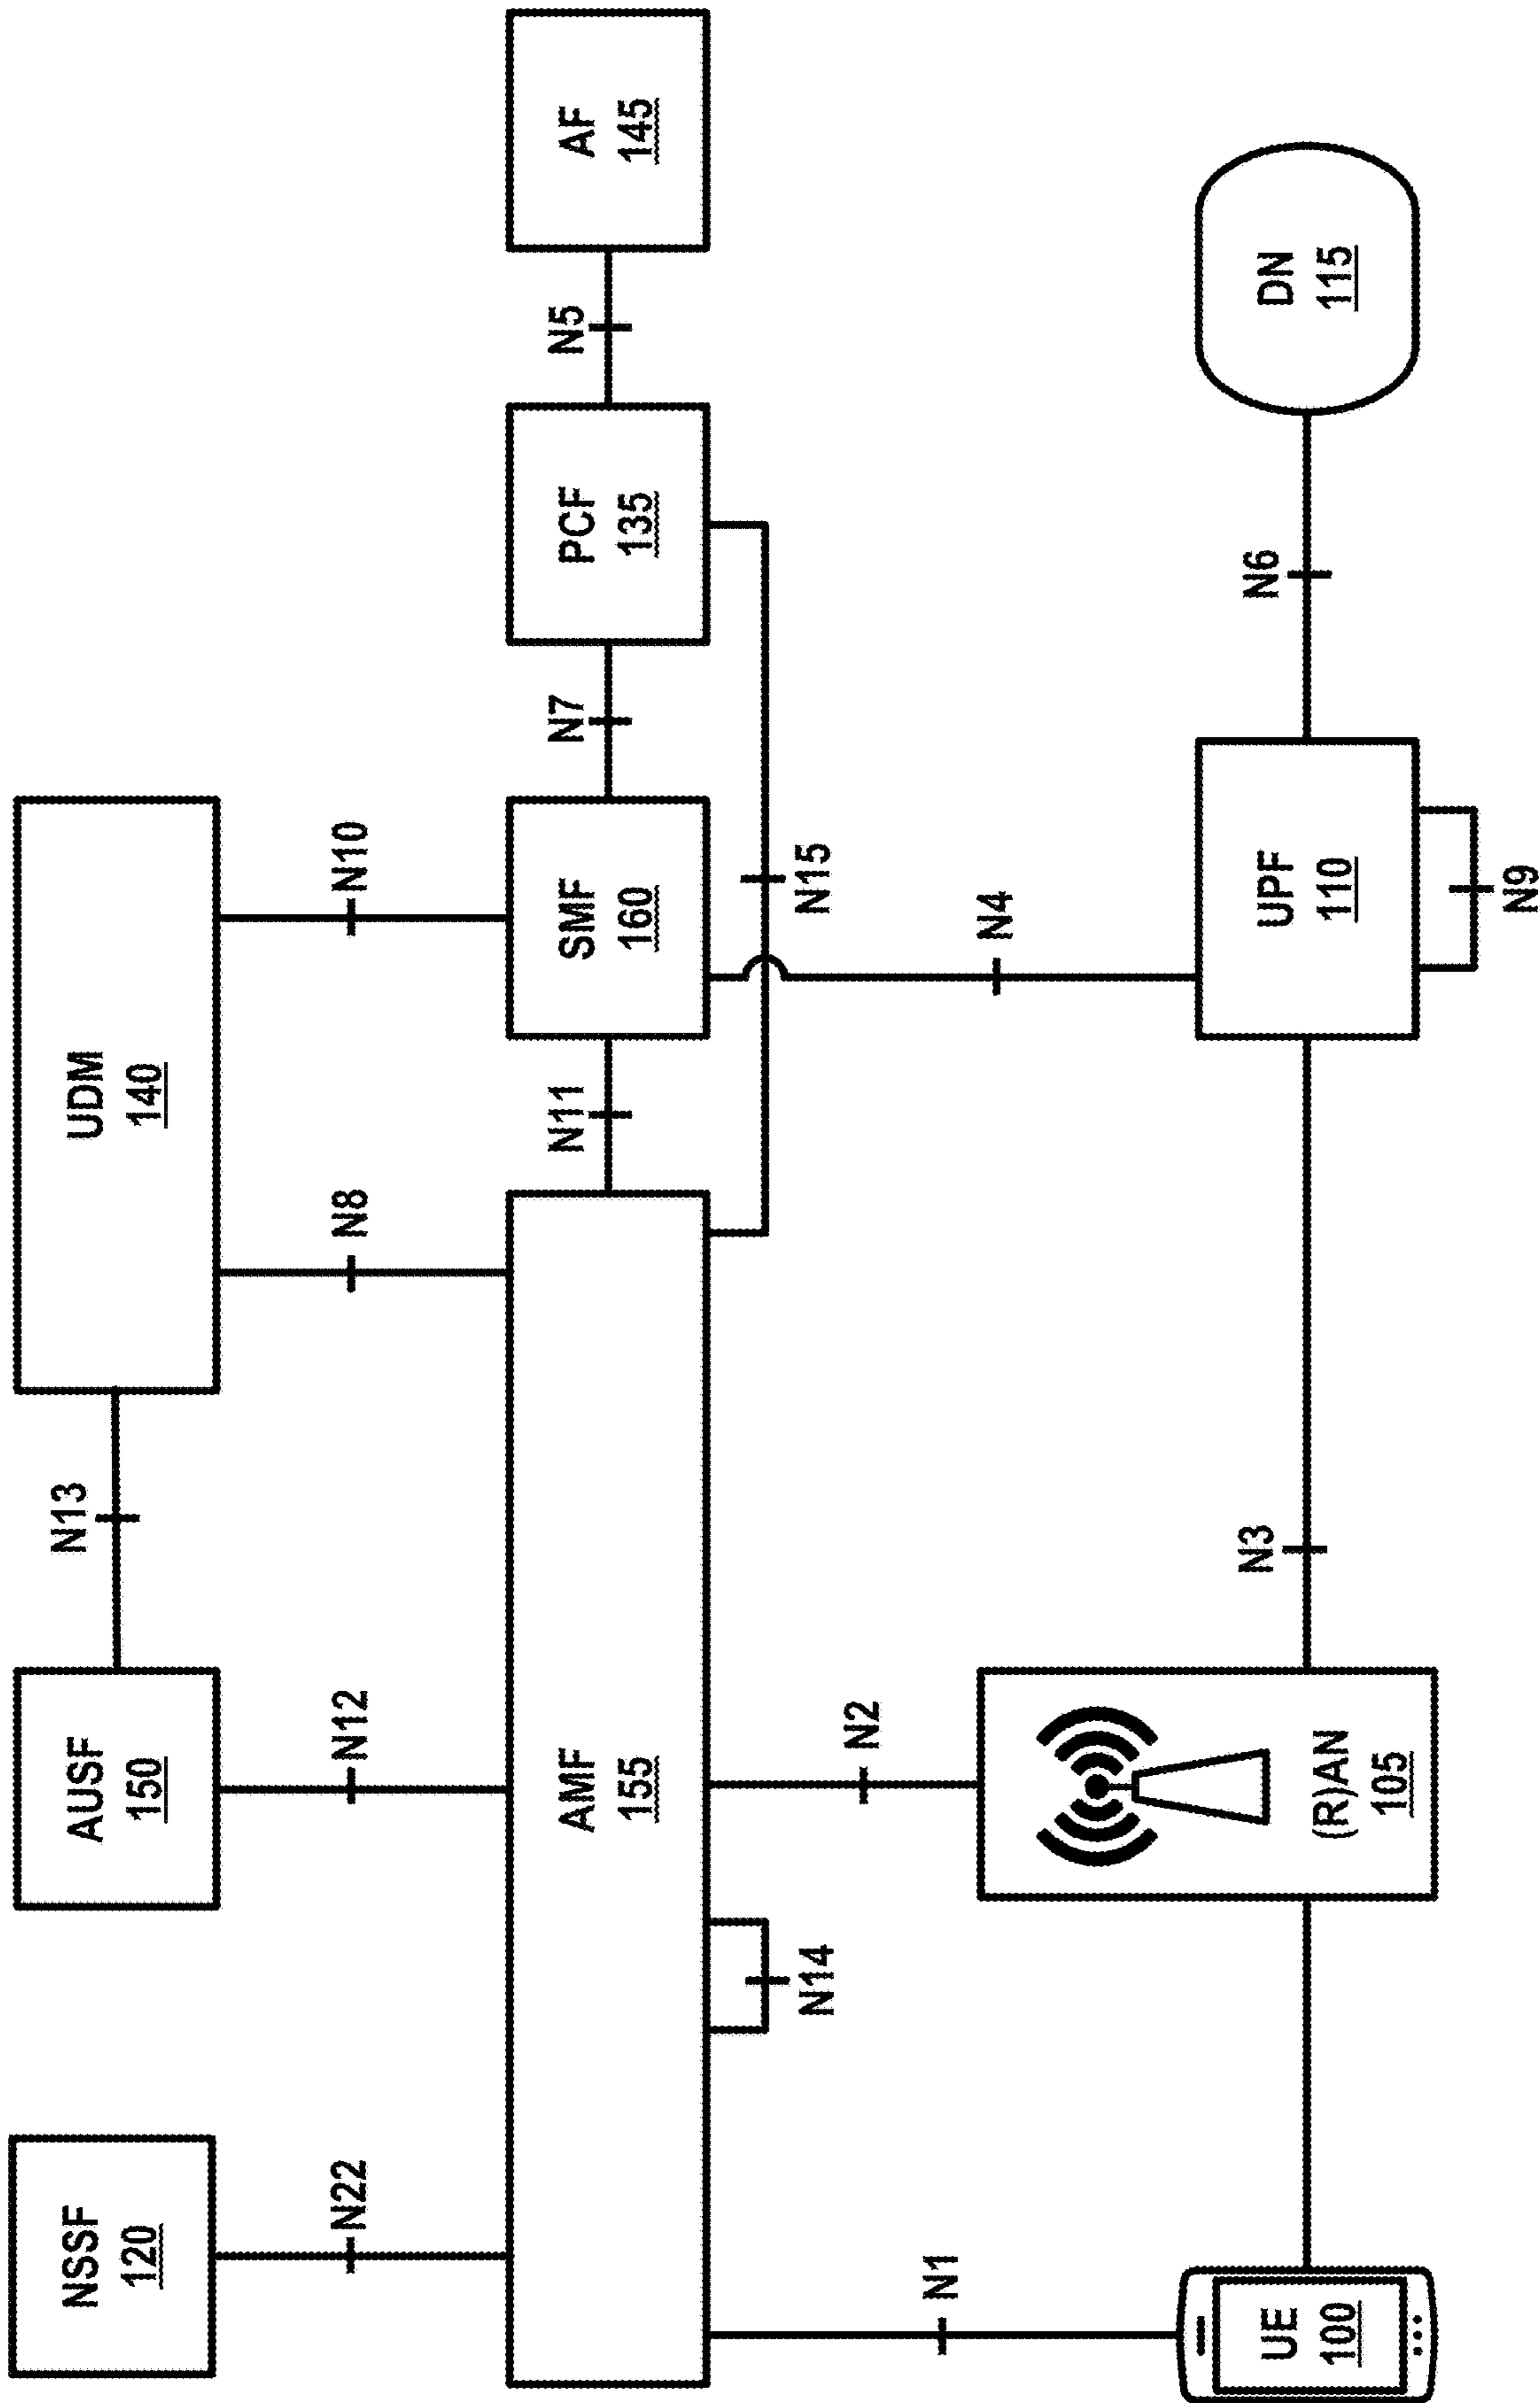 NSSF
120
AUSF
150
UDM
140
N13
N22
N12
N8
N10
AMF
155
N11
SMF
160
N7
PCF
135
N5
AF
145
N14
N15
N1
N2
N4
UE
100
(R)AN
105
N3
UPF
110
N6
DN
115
N9